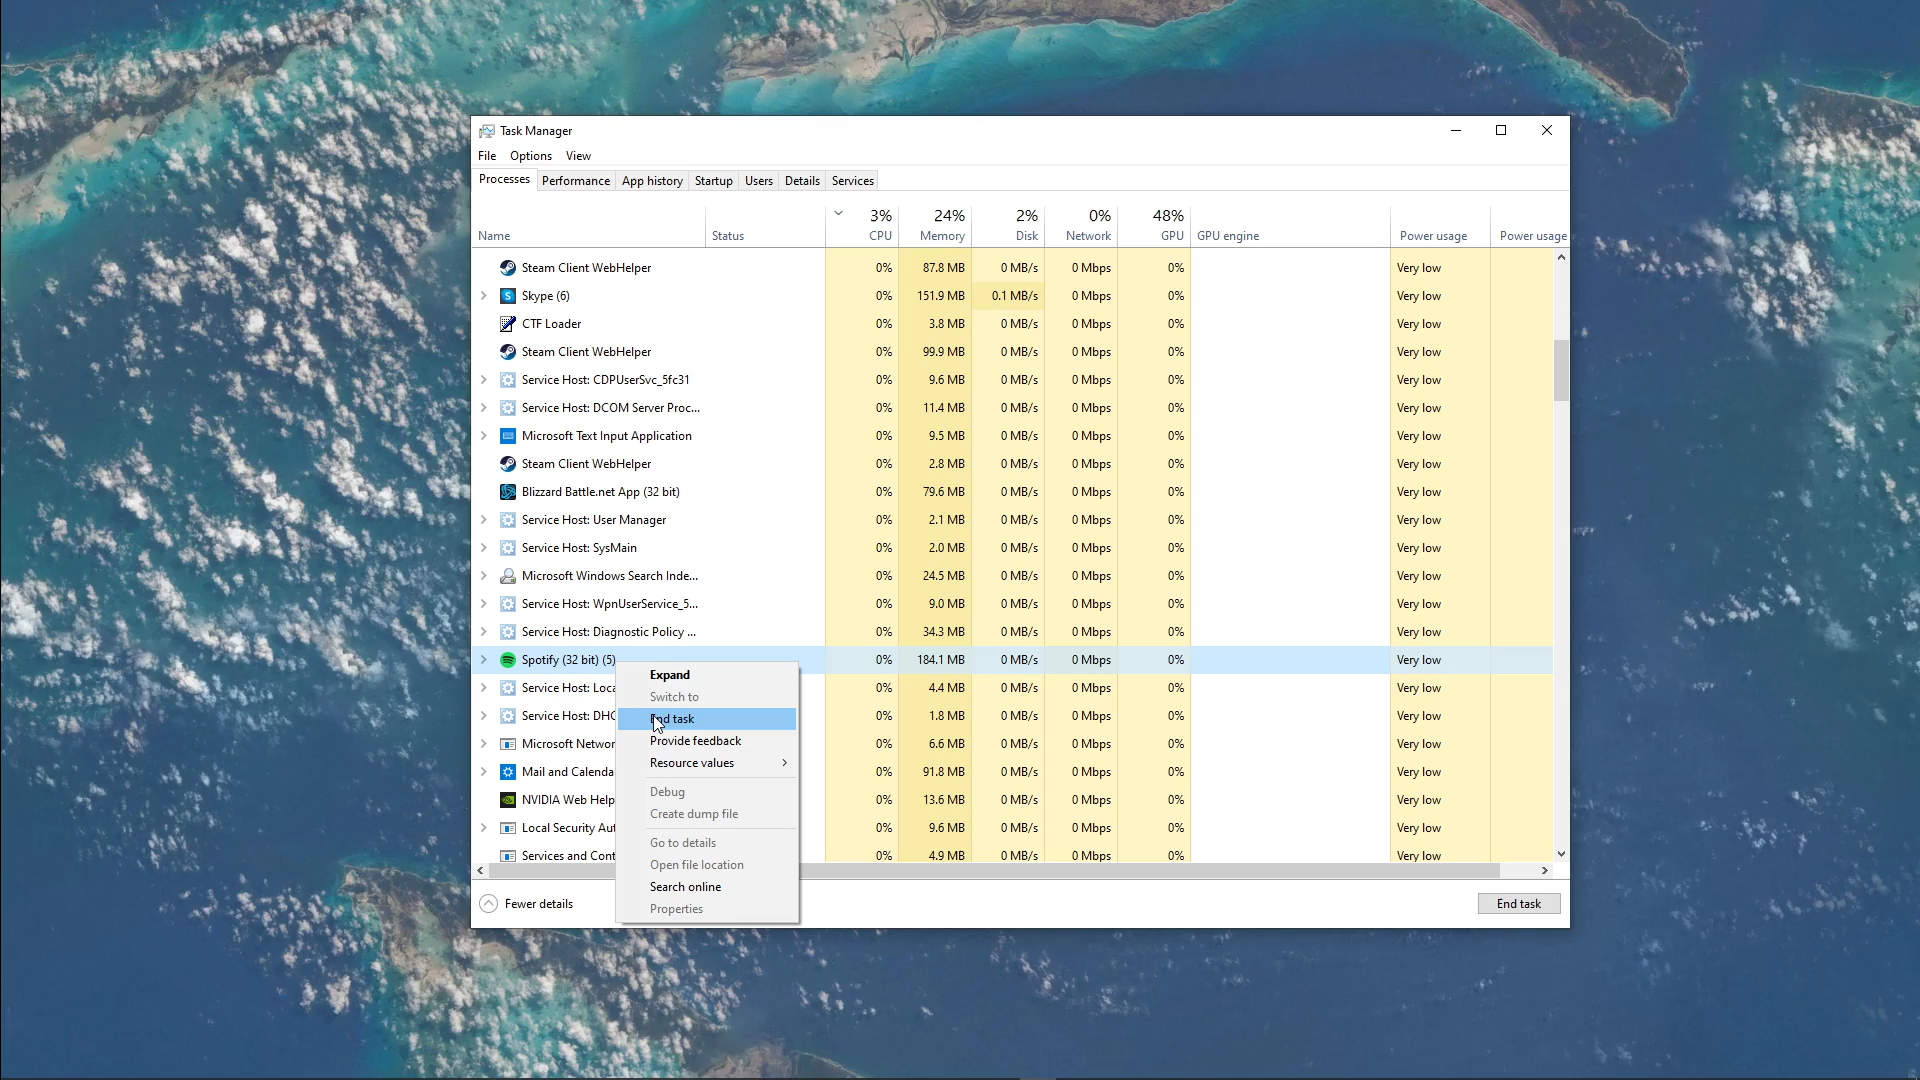 Task Manager
File Options View
Processes Performance App history Startup Users Details Services
3% 24% 2% 0% 48%
Name Status CPU Memory Disk Network GPU GPU engine Power usage Power usage
Steam Client WebHelper 0% 87.8 MB 0 MB/s 0 Mbps 0% Very low
Skype (6) 0% 151.9 MB 0.1 MB/s 0 Mbps 0% Very low
CTF Loader 0% 3.8 MB 0 MB/s 0 Mbps 0% Very low
Steam Client WebHelper 0% 99.9 MB 0 MB/s 0 Mbps 0% Very low
Service Host: CDPUserSvc_5fc31 0% 9.6 MB 0 MB/s 0 Mbps 0% Very low
Service Host: DCOM Server Proc... 0% 11.4 MB 0 MB/s 0 Mbps 0% Very low
Microsoft Text Input Application 0% 9.5 MB 0 MB/s 0 Mbps 0% Very low
Steam Client WebHelper 0% 2.8 MB 0 MB/s 0 Mbps 0% Very low
Blizzard Battle.net App (32 bit) 0% 79.6 MB 0 MB/s 0 Mbps 0% Very low
Service Host: User Manager 0% 2.1 MB 0 MB/s 0 Mbps 0% Very low
Service Host: SysMain 0% 2.0 MB 0 MB/s 0 Mbps 0% Very low
Microsoft Windows Search Inde... 0% 24.5 MB 0 MB/s 0 Mbps 0% Very low
Service Host: WpnUserService_5... 0% 9.0 MB 0 MB/s 0 Mbps 0% Very low
Service Host: Diagnostic Policy ... 0% 34.3 MB 0 MB/s 0 Mbps 0% Very low
Spotify (32 bit) (5) 0% 184.1 MB 0 MB/s 0 Mbps 0% Very low
Service Host: Loca 0% 4.4 MB 0 MB/s 0 Mbps 0% Very low
Service Host: DHC 0% 1.8 MB 0 MB/s 0 Mbps 0% Very low
Microsoft Networ 0% 6.6 MB 0 MB/s 0 Mbps 0% Very low
Mail and Calenda 0% 91.8 MB 0 MB/s 0 Mbps 0% Very low
NVIDIA Web Help 0% 13.6 MB 0 MB/s 0 Mbps 0% Very low
Local Security Aut 0% 9.6 MB 0 MB/s 0 Mbps 0% Very low
Services and Cont 0% 4.9 MB 0 MB/s 0 Mbps 0% Very low
Expand
Switch to
End task
Provide feedback
Resource values
Debug
Create dump file
Go to details
Open file location
Search online
Properties
Fewer details
End task